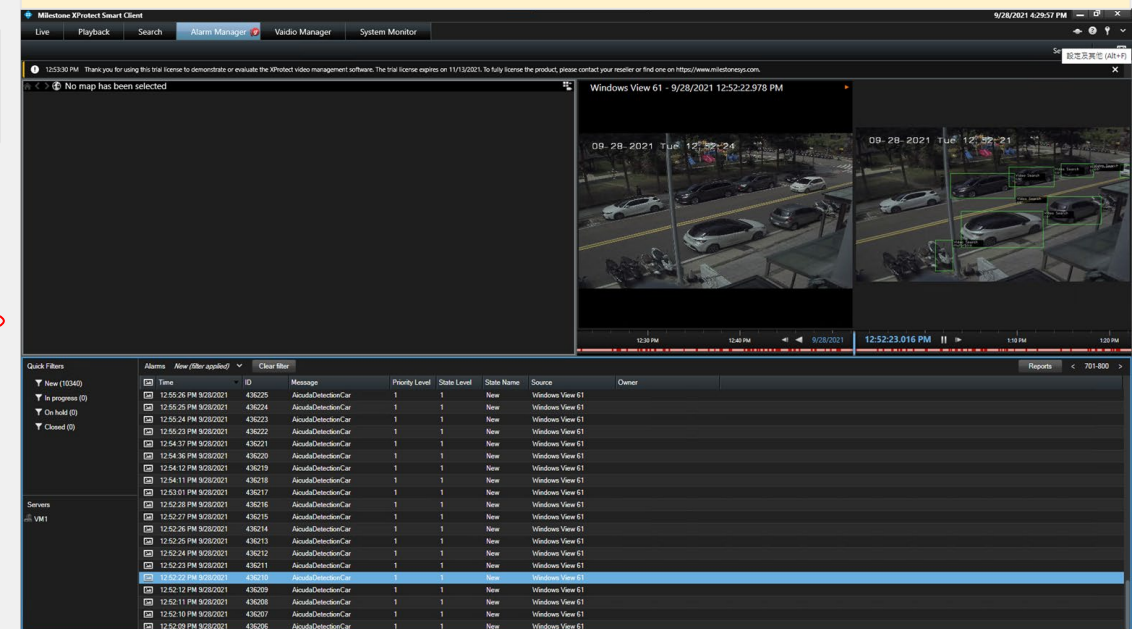 Milestone XProtect Smart Client
9/28/2021 4:29:57 PM
Live Playback Search Alarm Manager Vaidio Manager System Monitor
設定及其他 (Alt+F)
12:53:30 PM Thank you for using this trial license to demonstrate or evaluate the XProtect video management software. The trial license expires on 11/13/2021. To fully license the product, please contact your reseller or find one on https://www.milestonesys.com.
No map has been selected
Windows View 61 - 9/28/2021 12:52:22.978 PM
09-28-2021 Tue 12:52:24
09-28-2021 Tue 12:52:21
12:30 PM 12:40 PM 9/28/2021 12:52:23.016 PM 1:10 PM 1:20 PM
Quick Filters
New (10340)
In progress (0)
On hold (0)
Closed (0)
Servers
VM1
Alarms New (filter applied) Clear filter Reports 701-800
Time ID Message Priority Level State Level State Name Source Owner
12:55:26 PM 9/28/2021 436225 AicudaDetectionCar 1 1 New Windows View 61
12:55:25 PM 9/28/2021 436224 AicudaDetectionCar 1 1 New Windows View 61
12:55:24 PM 9/28/2021 436223 AicudaDetectionCar 1 1 New Windows View 61
12:55:23 PM 9/28/2021 436222 AicudaDetectionCar 1 1 New Windows View 61
12:54:37 PM 9/28/2021 436221 AicudaDetectionCar 1 1 New Windows View 61
12:54:36 PM 9/28/2021 436220 AicudaDetectionCar 1 1 New Windows View 61
12:54:12 PM 9/28/2021 436219 AicudaDetectionCar 1 1 New Windows View 61
12:54:11 PM 9/28/2021 436218 AicudaDetectionCar 1 1 New Windows View 61
12:53:01 PM 9/28/2021 436217 AicudaDetectionCar 1 1 New Windows View 61
12:52:28 PM 9/28/2021 436216 AicudaDetectionCar 1 1 New Windows View 61
12:52:27 PM 9/28/2021 436215 AicudaDetectionCar 1 1 New Windows View 61
12:52:26 PM 9/28/2021 436214 AicudaDetectionCar 1 1 New Windows View 61
12:52:25 PM 9/28/2021 436213 AicudaDetectionCar 1 1 New Windows View 61
12:52:24 PM 9/28/2021 436212 AicudaDetectionCar 1 1 New Windows View 61
12:52:23 PM 9/28/2021 436211 AicudaDetectionCar 1 1 New Windows View 61
12:52:22 PM 9/28/2021 436210 AicudaDetectionCar 1 1 New Windows View 61
12:52:12 PM 9/28/2021 436209 AicudaDetectionCar 1 1 New Windows View 61
12:52:11 PM 9/28/2021 436208 AicudaDetectionCar 1 1 New Windows View 61
12:52:10 PM 9/28/2021 436207 AicudaDetectionCar 1 1 New Windows View 61
12:52:09 PM 9/28/2021 436206 AicudaDetectionCar 1 1 New Windows View 61